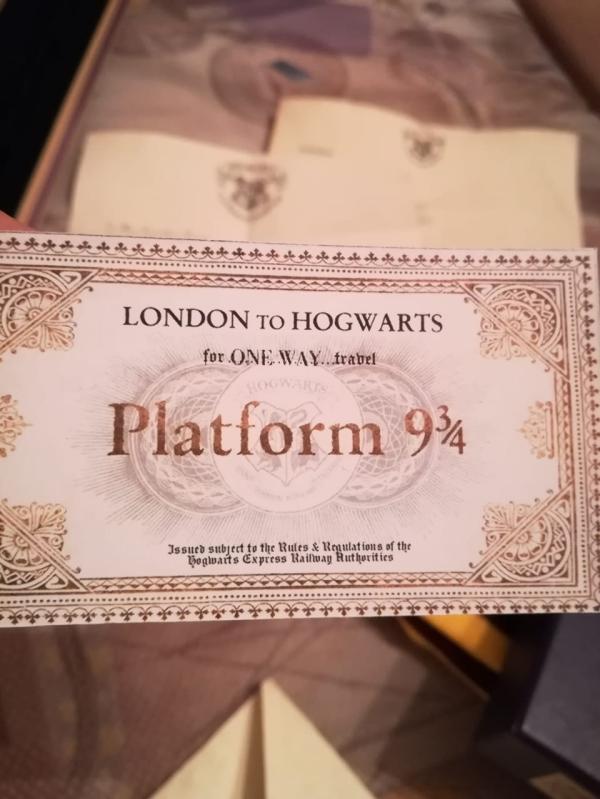 LONDON TO HOGWARTS
for ONE WAY...travel
HOGWARTS
Platform 9¾
Issued subject to the Rules & Regulations of the
Hogwarts Express Railway Authorities